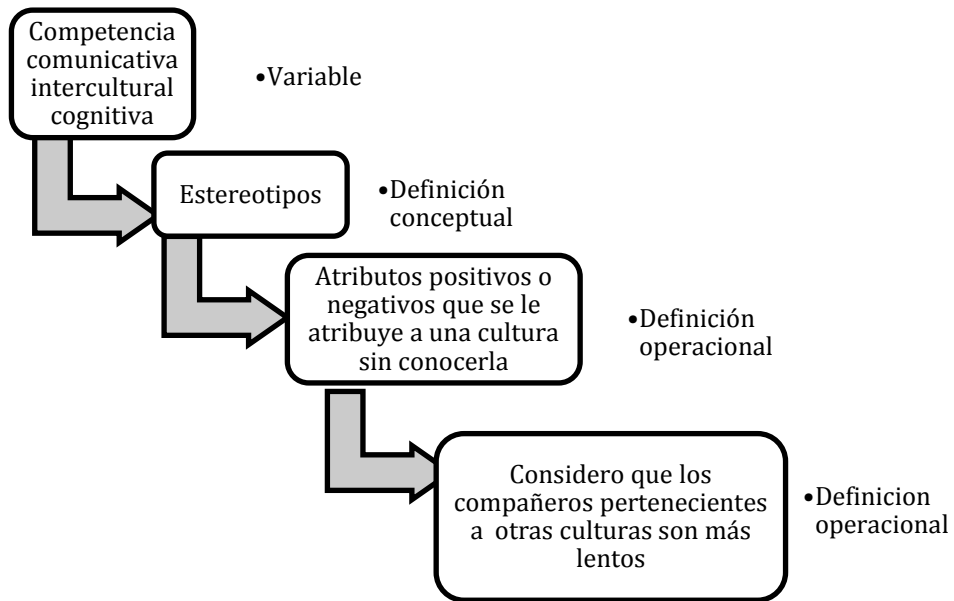 Competencia
comunicativa
intercultural
cognitiva
•Variable
Estereotipos
•Definición
conceptual
Atributos positivos o
negativos que se le
atribuye a una cultura
sin conocerla
•Definición
operacional
Considero que los
compañeros pertenecientes
a otras culturas son más
lentos
•Definicion
operacional